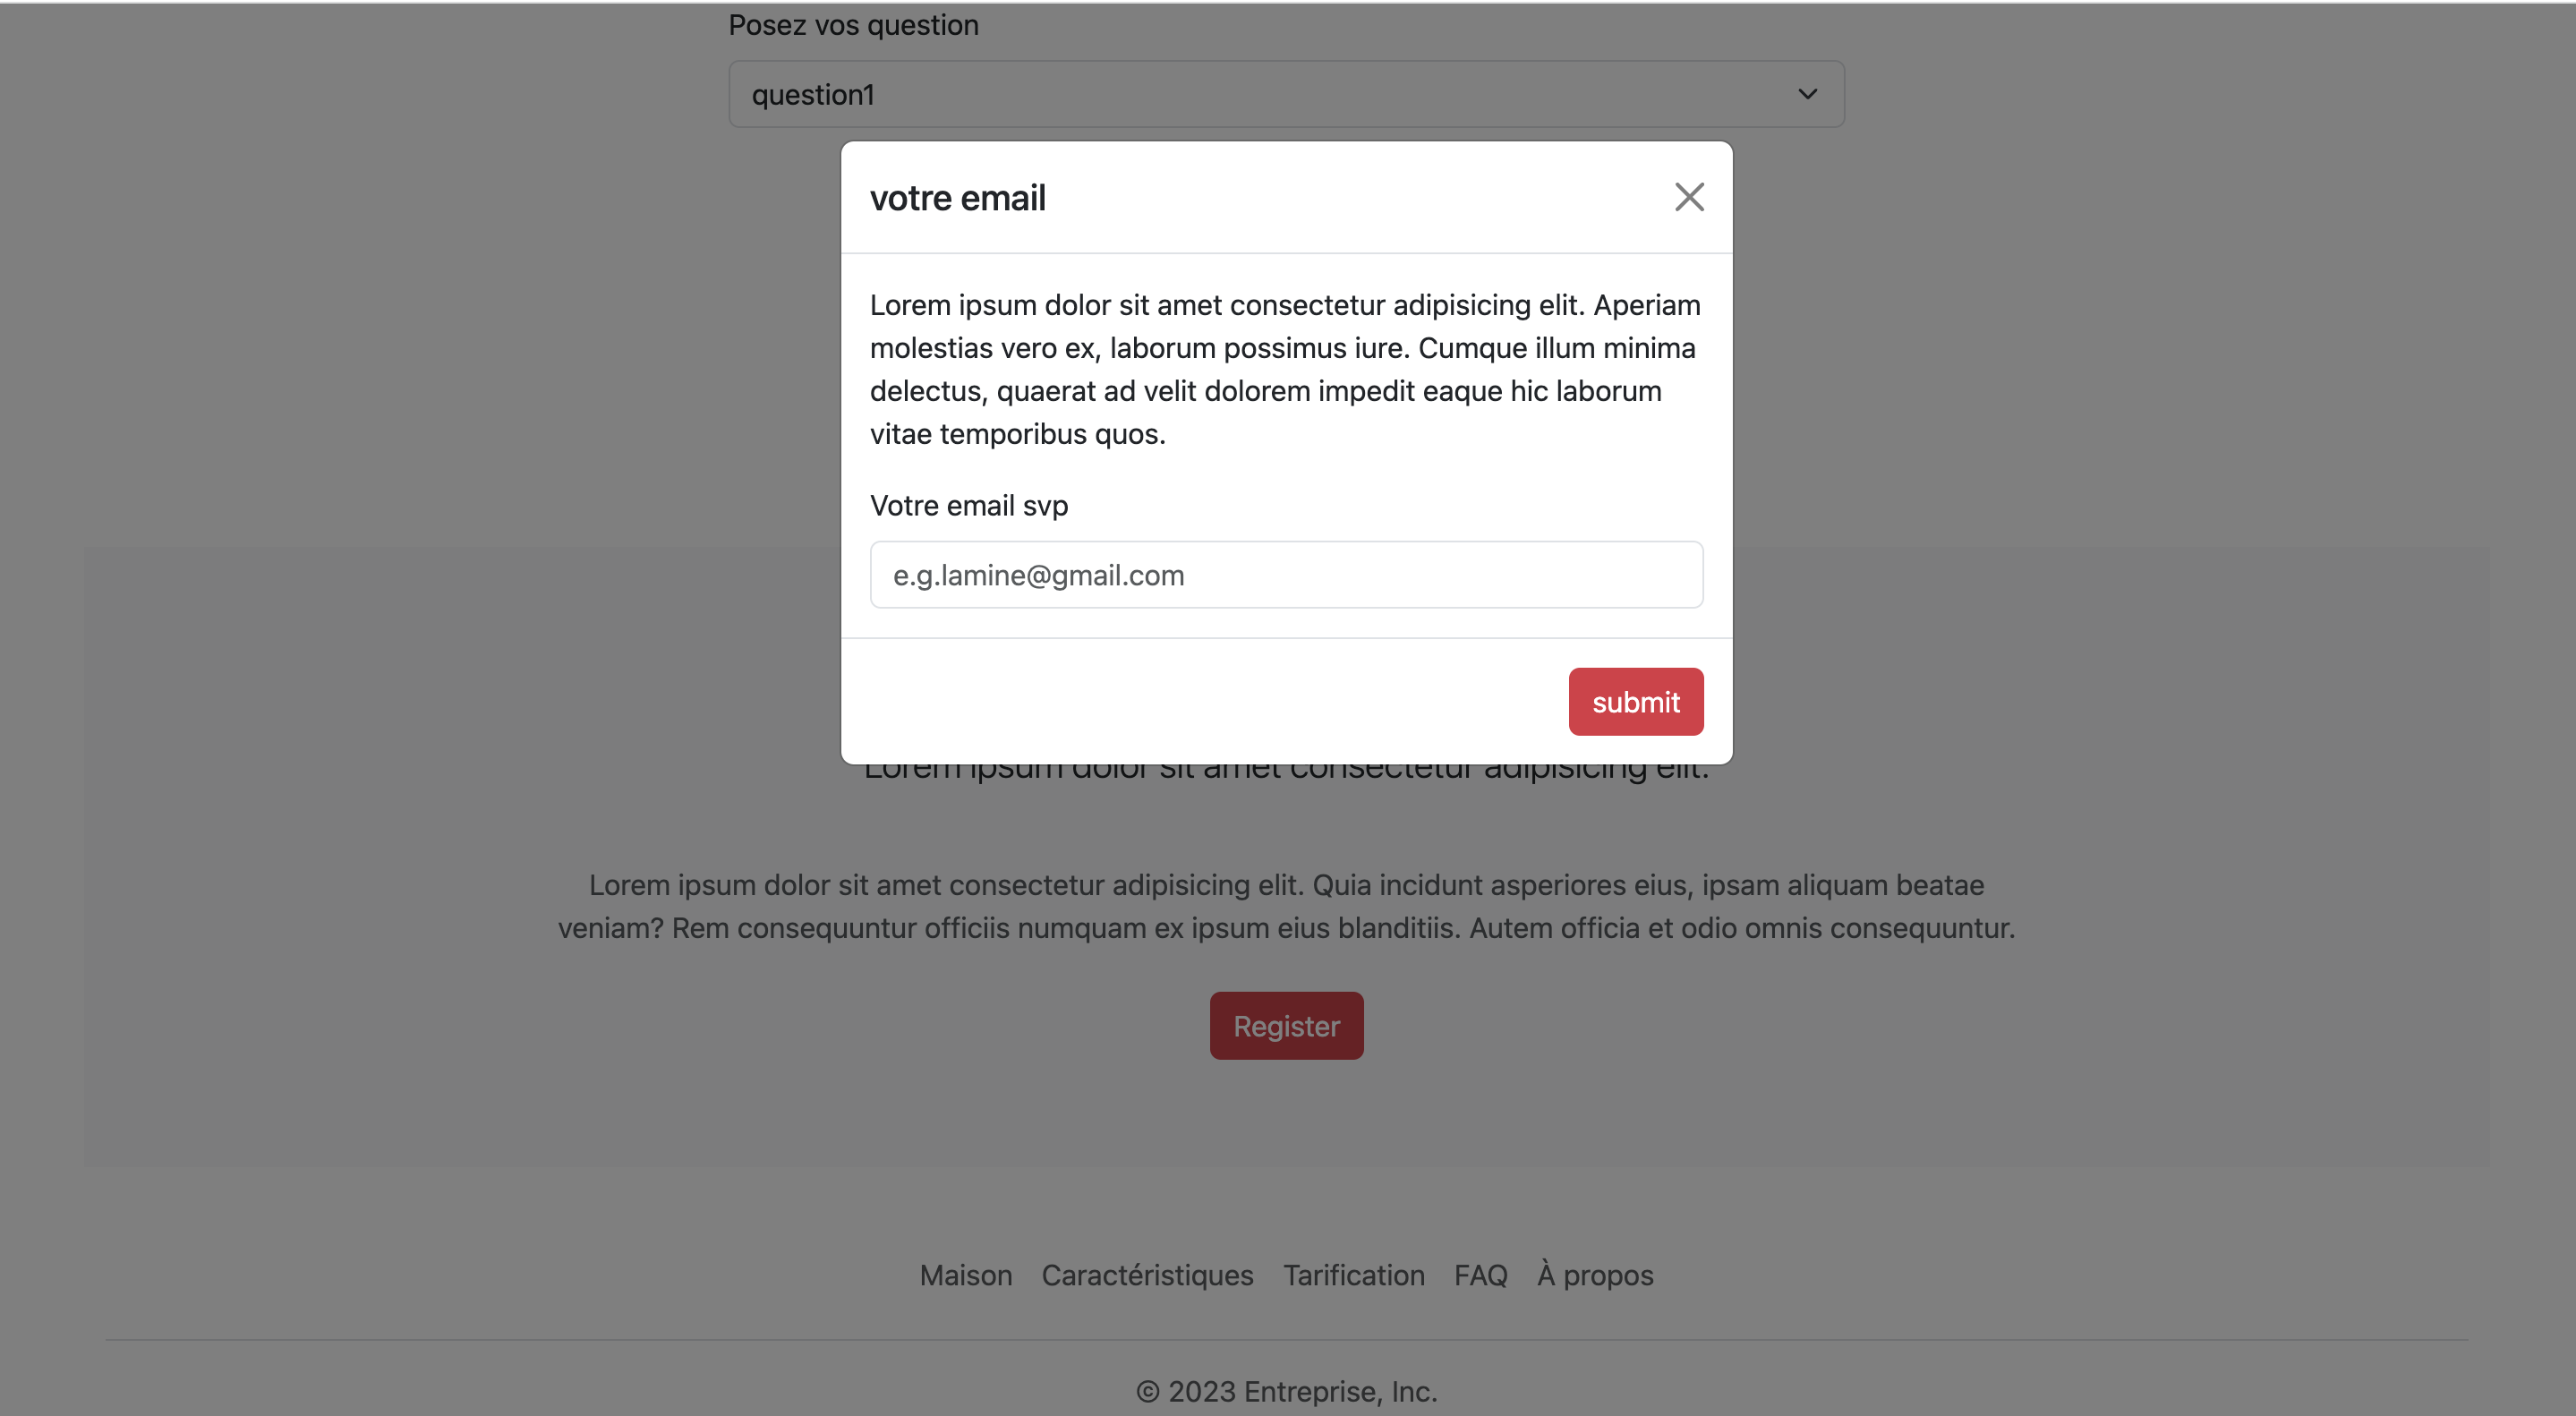 Posez vos question
question1
votre email
Lorem ipsum dolor sit amet consectetur adipisicing elit. Aperiam
molestias vero ex, laborum possimus iure. Cumque illum minima
delectus, quaerat ad velit dolorem impedit eaque hic laborum
vitae temporibus quos.
Votre email svp
e.g.lamine@gmail.com
submit
Lorem ipsum dolor sit amet consectetur adipisicing elit.
Lorem ipsum dolor sit amet consectetur adipisicing elit. Quia incidunt asperiores eius, ipsam aliquam beatae
veniam? Rem consequuntur officiis numquam ex ipsum eius blanditiis. Autem officia et odio omnis consequuntur.
Register
Maison Caractéristiques Tarification FAQ À propos
© 2023 Entreprise, Inc.